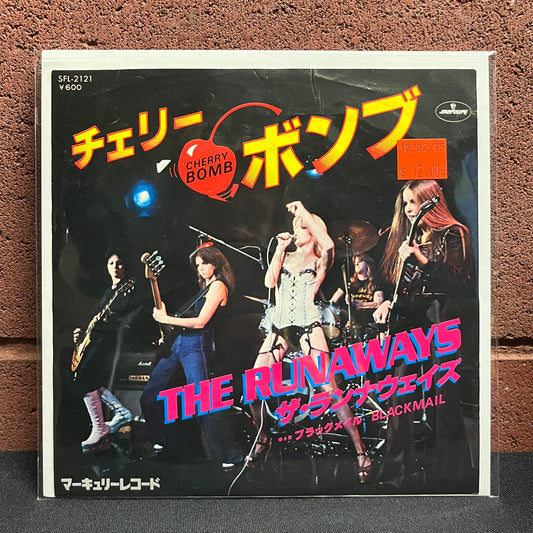 SFL-2121
¥600
チェリー
ボンブ
CHERRY
BOMB
mercury
12/02/25
$ 12.00
THE RUNAWAYS
ザ・ランナウェイズ
ブラックメイル: BLACKMAIL
マーキュリーレコード